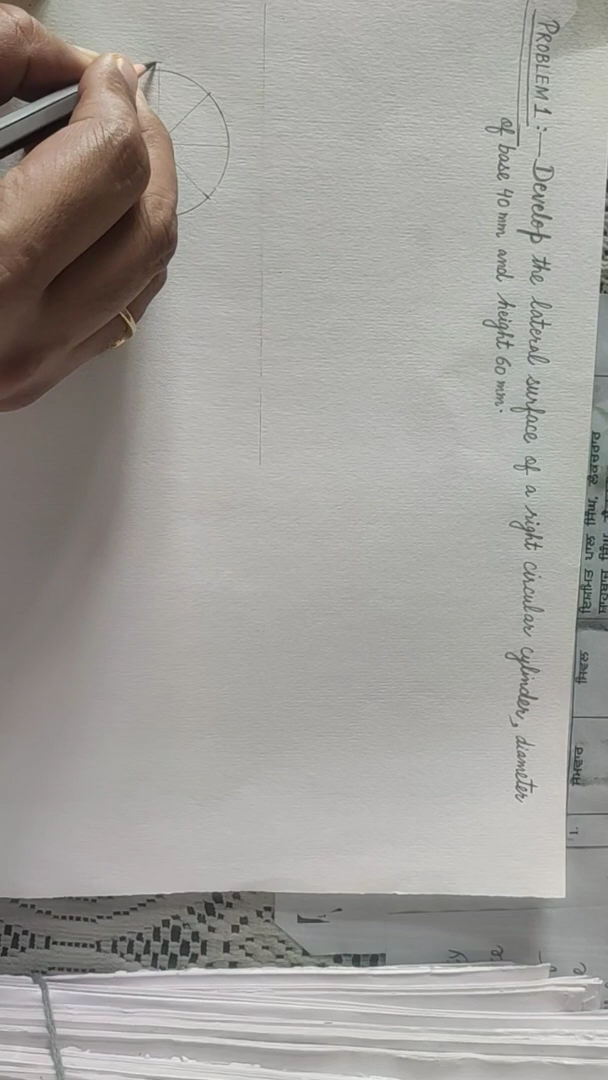 PROBLEM 1 :— Develop the lateral surface of a right circular cylinder, diameter
of base 40 mm and height 60 mm.